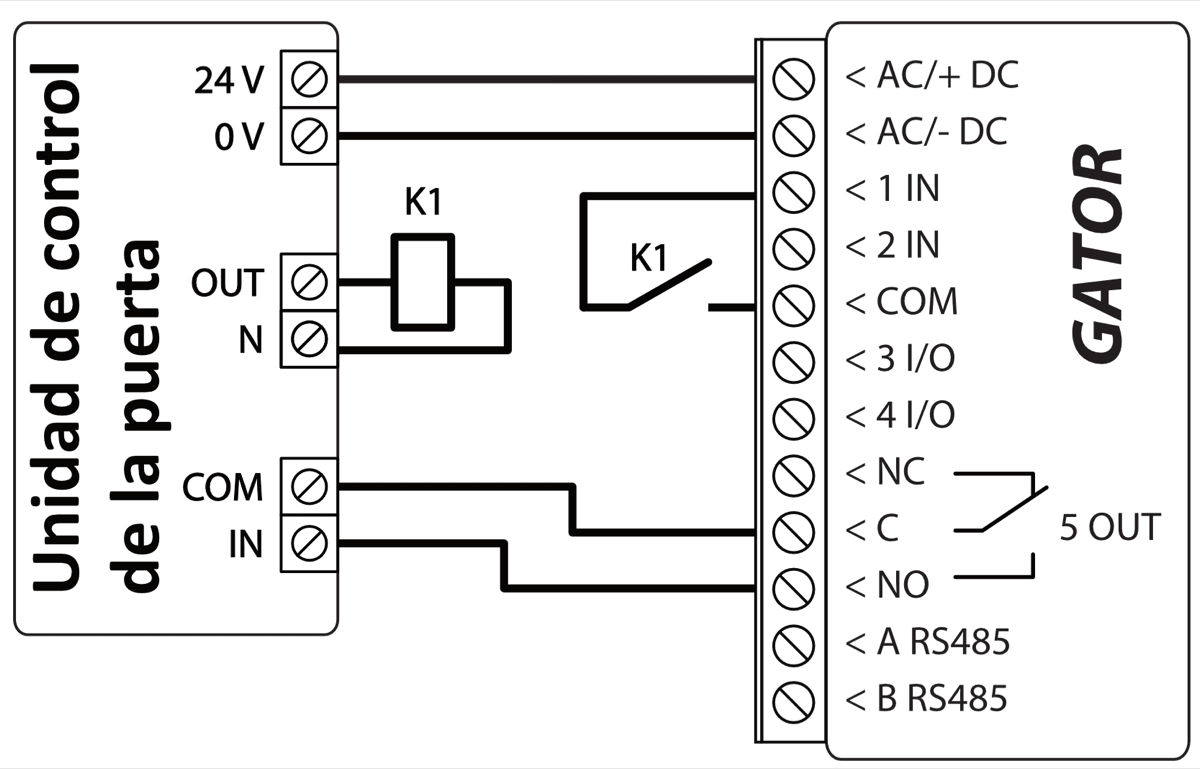 Unidad de control
de la puerta
24 V
0 V
OUT
N
COM
IN
K1
K1
< AC/+ DC
< AC/- DC
< 1 IN
< 2 IN
< COM
< 3 I/O
< 4 I/O
< NC
< C
< NO
< A RS485
< B RS485
5 OUT
GATOR